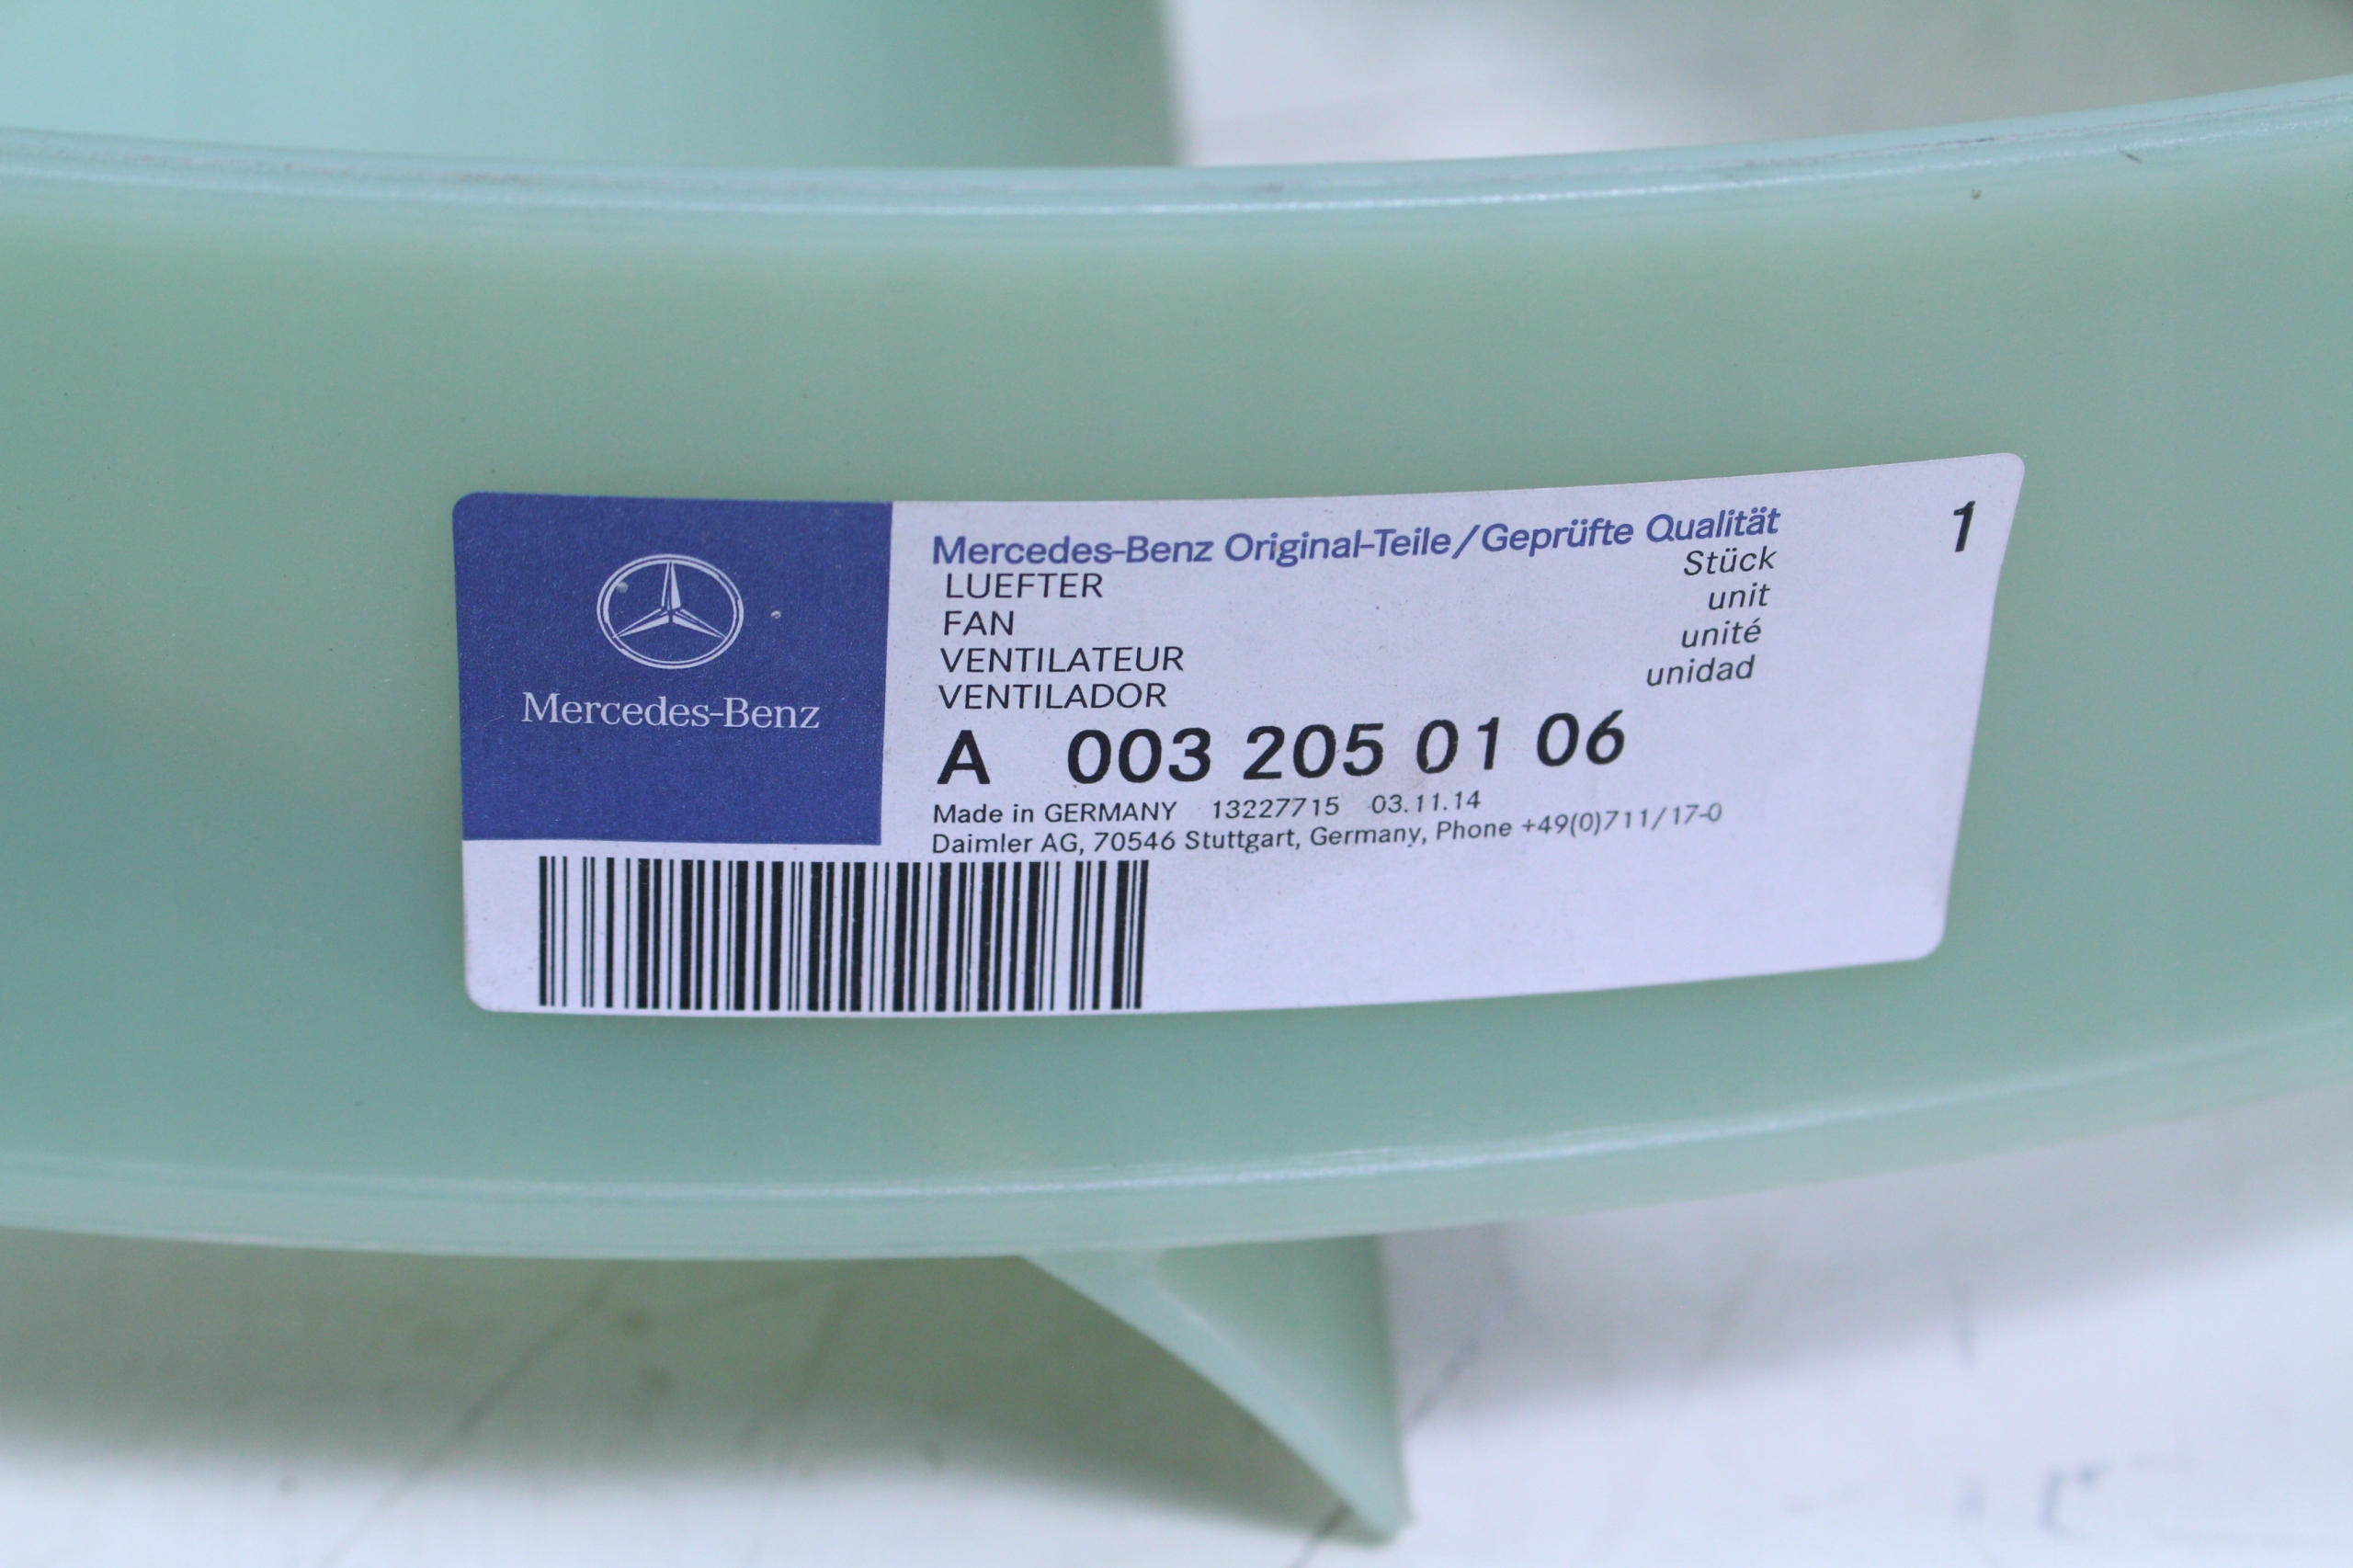 Mercedes-Benz
Mercedes-Benz Original-Teile/Geprüfte Qualität
1
LUEFTER
Stück
FAN
unit
VENTILATEUR
unité
VENTILADOR
unidad
A 003 205 01 06
Made in GERMANY 13227715 03.11.14
Daimler AG, 70546 Stuttgart, Germany, Phone +49(0)711/17-0